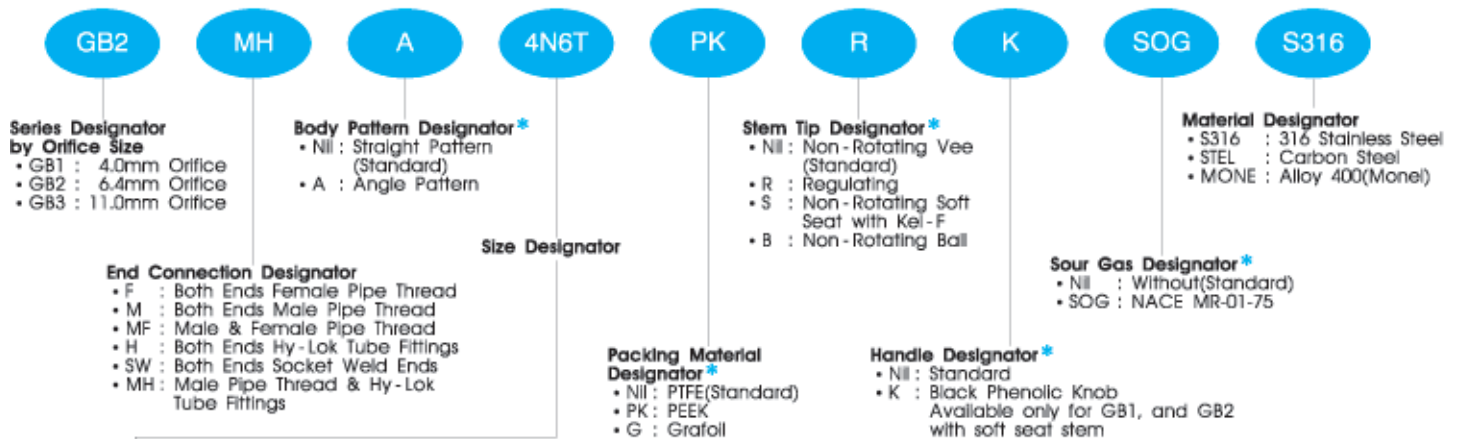 GB2 MH A 4N6T PK R K SOG S316
Series Designator
by Orifice Size
• GB1 : 4.0mm Orifice
• GB2 : 6.4mm Orifice
• GB3 : 11.0mm Orifice
End Connection Designator
• F : Both Ends Female Pipe Thread
• M : Both Ends Male Pipe Thread
• MF : Male & Female Pipe Thread
• H : Both Ends Hy-Lok Tube Fittings
• SW : Both Ends Socket Weld Ends
• MH : Male Pipe Thread & Hy-Lok
Tube Fittings
Body Pattern Designator*
• Nil : Straight Pattern
(Standard)
• A : Angle Pattern
Size Designator
Packing Material
Designator*
• Nil : PTFE(Standard)
• PK : PEEK
• G : Grafoil
Stem Tip Designator*
• Nil : Non-Rotating Vee
(Standard)
• R : Regulating
• S : Non-Rotating Soft
Seat with Kel-F
• B : Non-Rotating Ball
Handle Designator*
• Nil : Standard
• K : Black Phenolic Knob
Available only for GB1, and GB2
with soft seat stem
Sour Gas Designator*
• Nil : Without(Standard)
• SOG : NACE MR-01-75
Material Designator
• S316 : 316 Stainless Steel
• STEL : Carbon Steel
• MONE : Alloy 400(Monel)